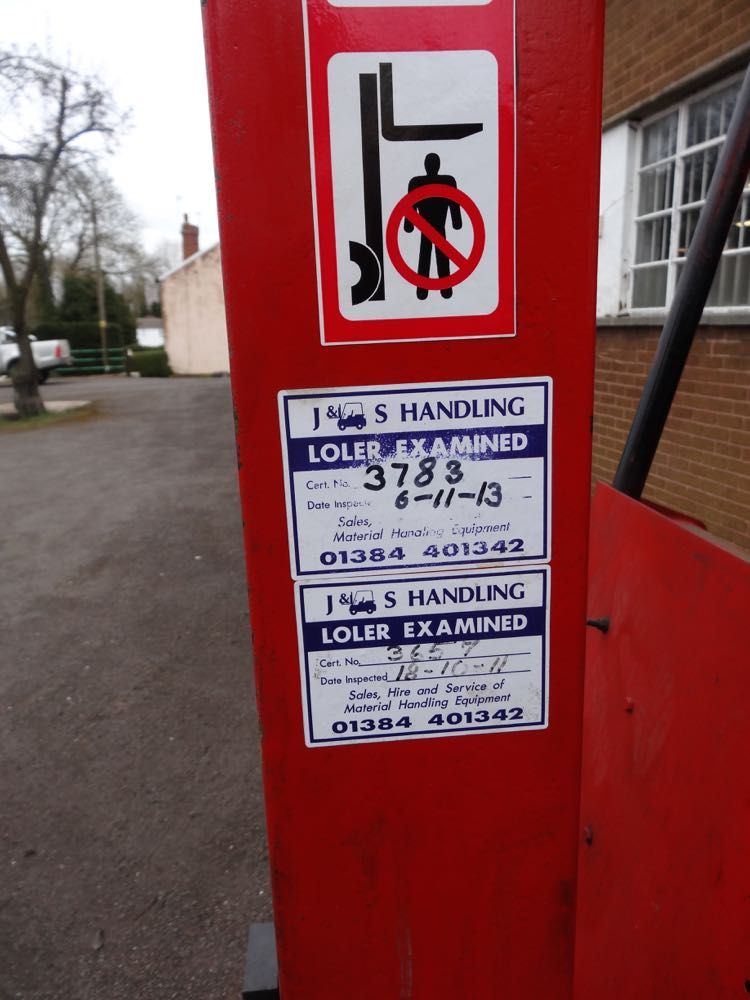 J & S HANDLING
LOLER EXAMINED
Cert. No. 3783
Date Inspec 6-11-13
Sales,
Material Handling Equipment
01384 401342
J & S HANDLING
LOLER EXAMINED
Cert. No. 3657
Date Inspected 18-10-11
Sales, Hire and Service of
Material Handling Equipment
01384 401342